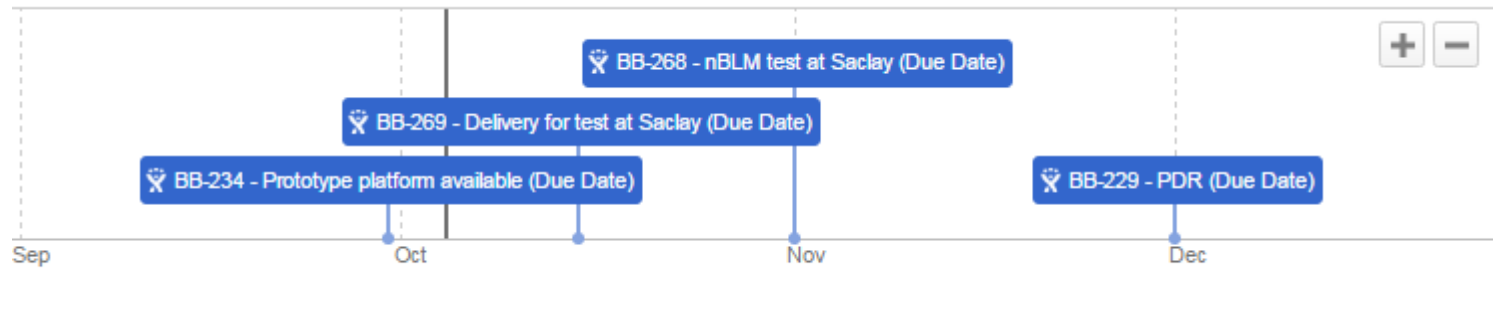 BB-268 - nBLM test at Saclay (Due Date)
BB-269 - Delivery for test at Saclay (Due Date)
BB-234 - Prototype platform available (Due Date)
BB-229 - PDR (Due Date)
Sep Oct Nov Dec